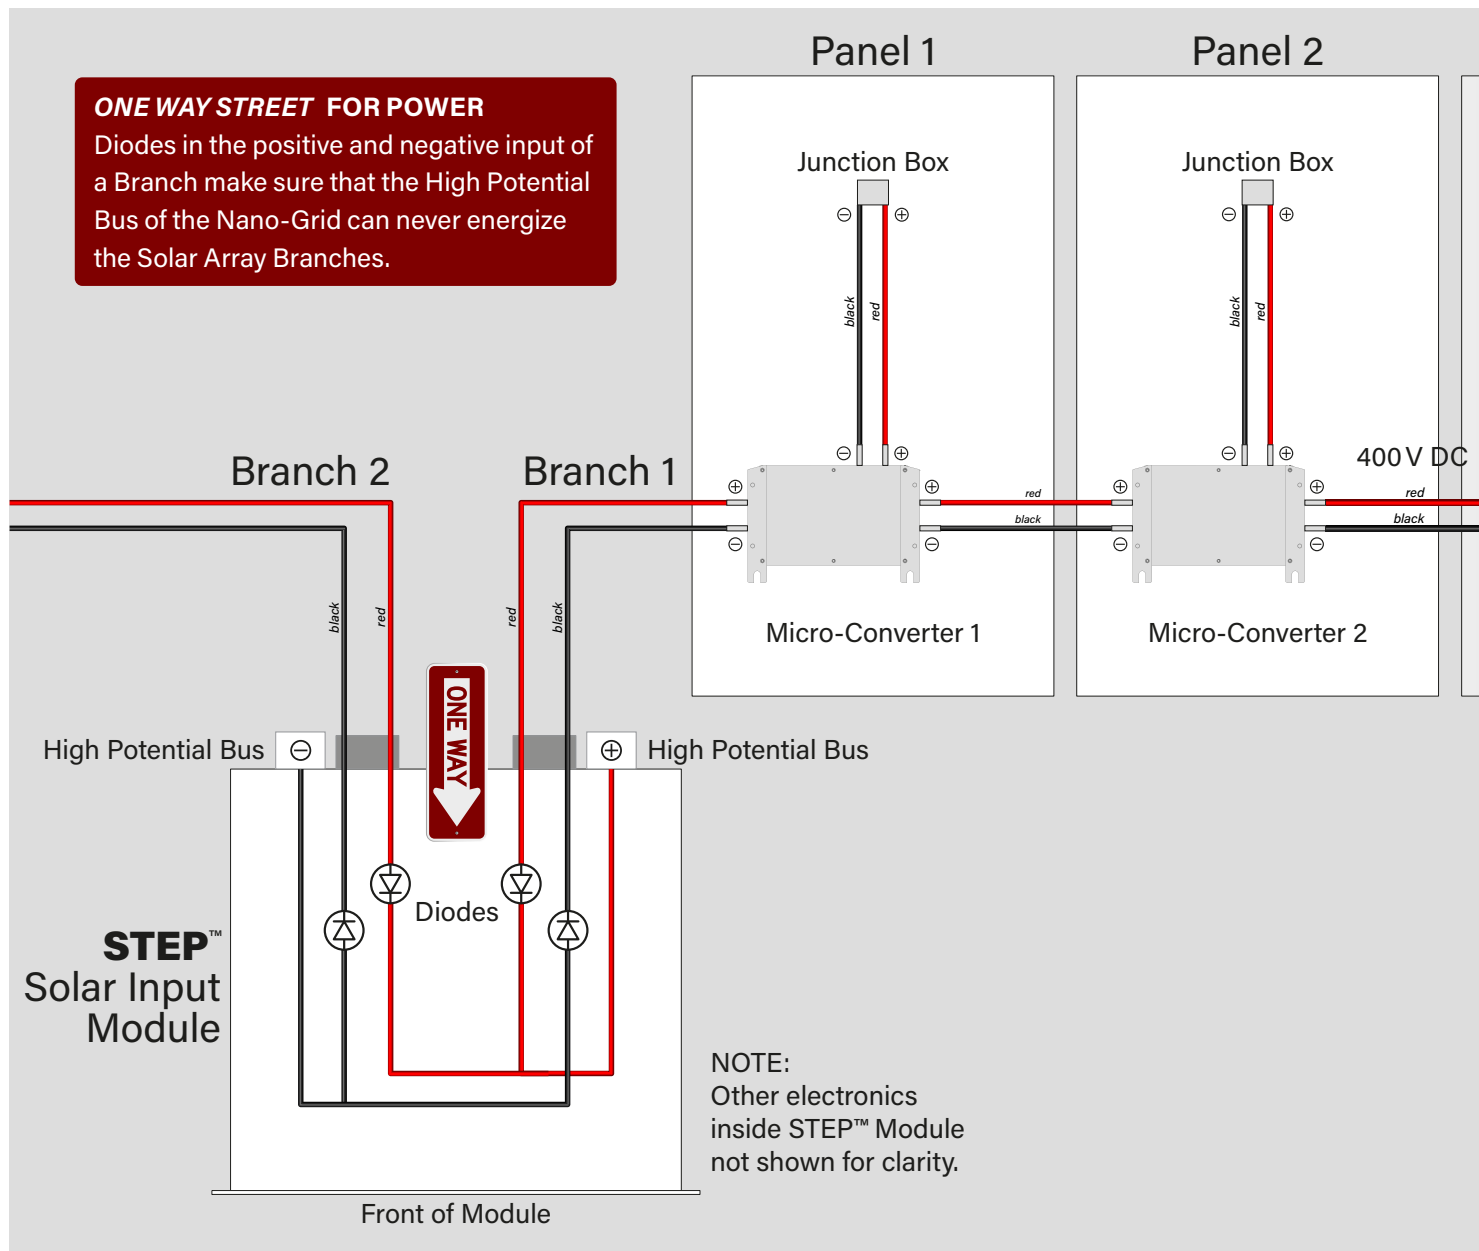 Panel 1
Panel 2
ONE WAY STREET FOR POWER
Diodes in the positive and negative input of
a Branch make sure that the High Potential
Bus of the Nano-Grid can never energize
the Solar Array Branches.
Junction Box
Junction Box
⊖ ⊕
⊖ ⊕
black
red
black
red
⊖ ⊕
⊖ ⊕
400 V DC
Branch 2
Branch 1
⊕ ⊕
⊕ ⊕
red
red
black
black
⊖ ⊖
⊖ ⊖
black
red
red
black
Micro-Converter 1
Micro-Converter 2
ONE WAY
High Potential Bus ⊖
⊕ High Potential Bus
Diodes
STEP™
Solar Input
Module
NOTE:
Other electronics
inside STEP™ Module
not shown for clarity.
Front of Module